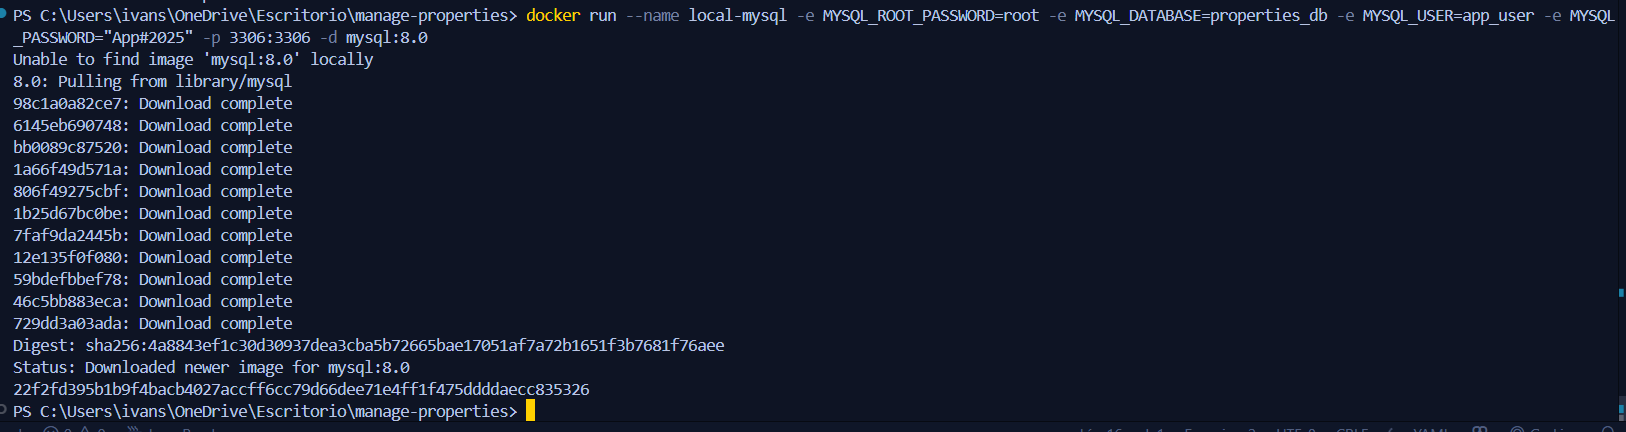 PS C:\Users\ivans\OneDrive\Escritorio\manage-properties> docker run --name local-mysql -e MYSQL_ROOT_PASSWORD=root -e MYSQL_DATABASE=properties_db -e MYSQL_USER=app_user -e MYSQL
_PASSWORD="App#2025" -p 3306:3306 -d mysql:8.0
Unable to find image 'mysql:8.0' locally
8.0: Pulling from library/mysql
98c1a0a82ce7: Download complete
6145eb690748: Download complete
bb0089c87520: Download complete
1a66f49d571a: Download complete
806f49275cbf: Download complete
1b25d67bc0be: Download complete
7faf9da2445b: Download complete
12e135f0f080: Download complete
59bdefbbef78: Download complete
46c5bb883eca: Download complete
729dd3a03ada: Download complete
Digest: sha256:4a8843ef1c30d30937dea3cba5b72665bae17051af7a72b1651f3b7681f76aee
Status: Downloaded newer image for mysql:8.0
22f2fd395b1b9f4bacb4027accff6cc79d66dee71e4ff1f475ddddaecc835326
PS C:\Users\ivans\OneDrive\Escritorio\manage-properties>